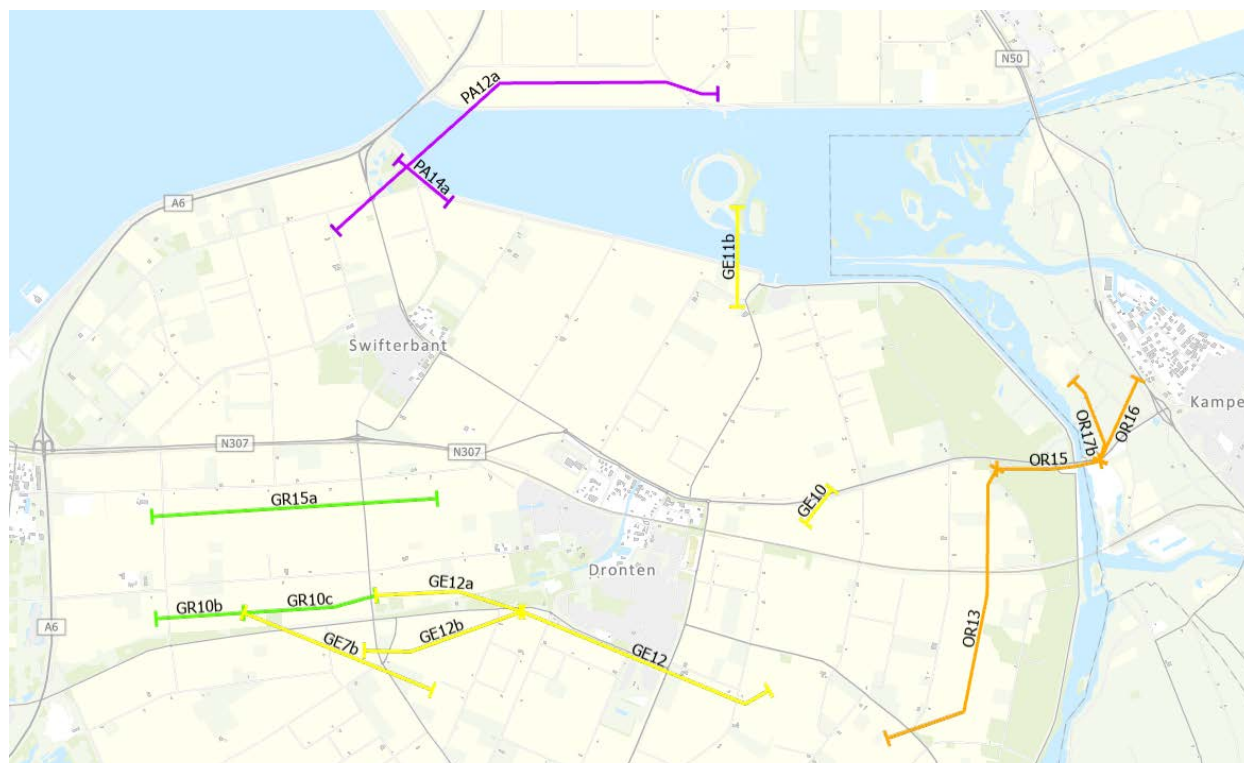 N50
PA12a
PA14a
A6
GE11b
Swifterbant
Kampe
OR17b
OR16
N307
N307
OR15
GR15a
GE10
Dronten
GE12a
GR10b
GR10c
A6
GE7b
GE12b
GE12
OR13